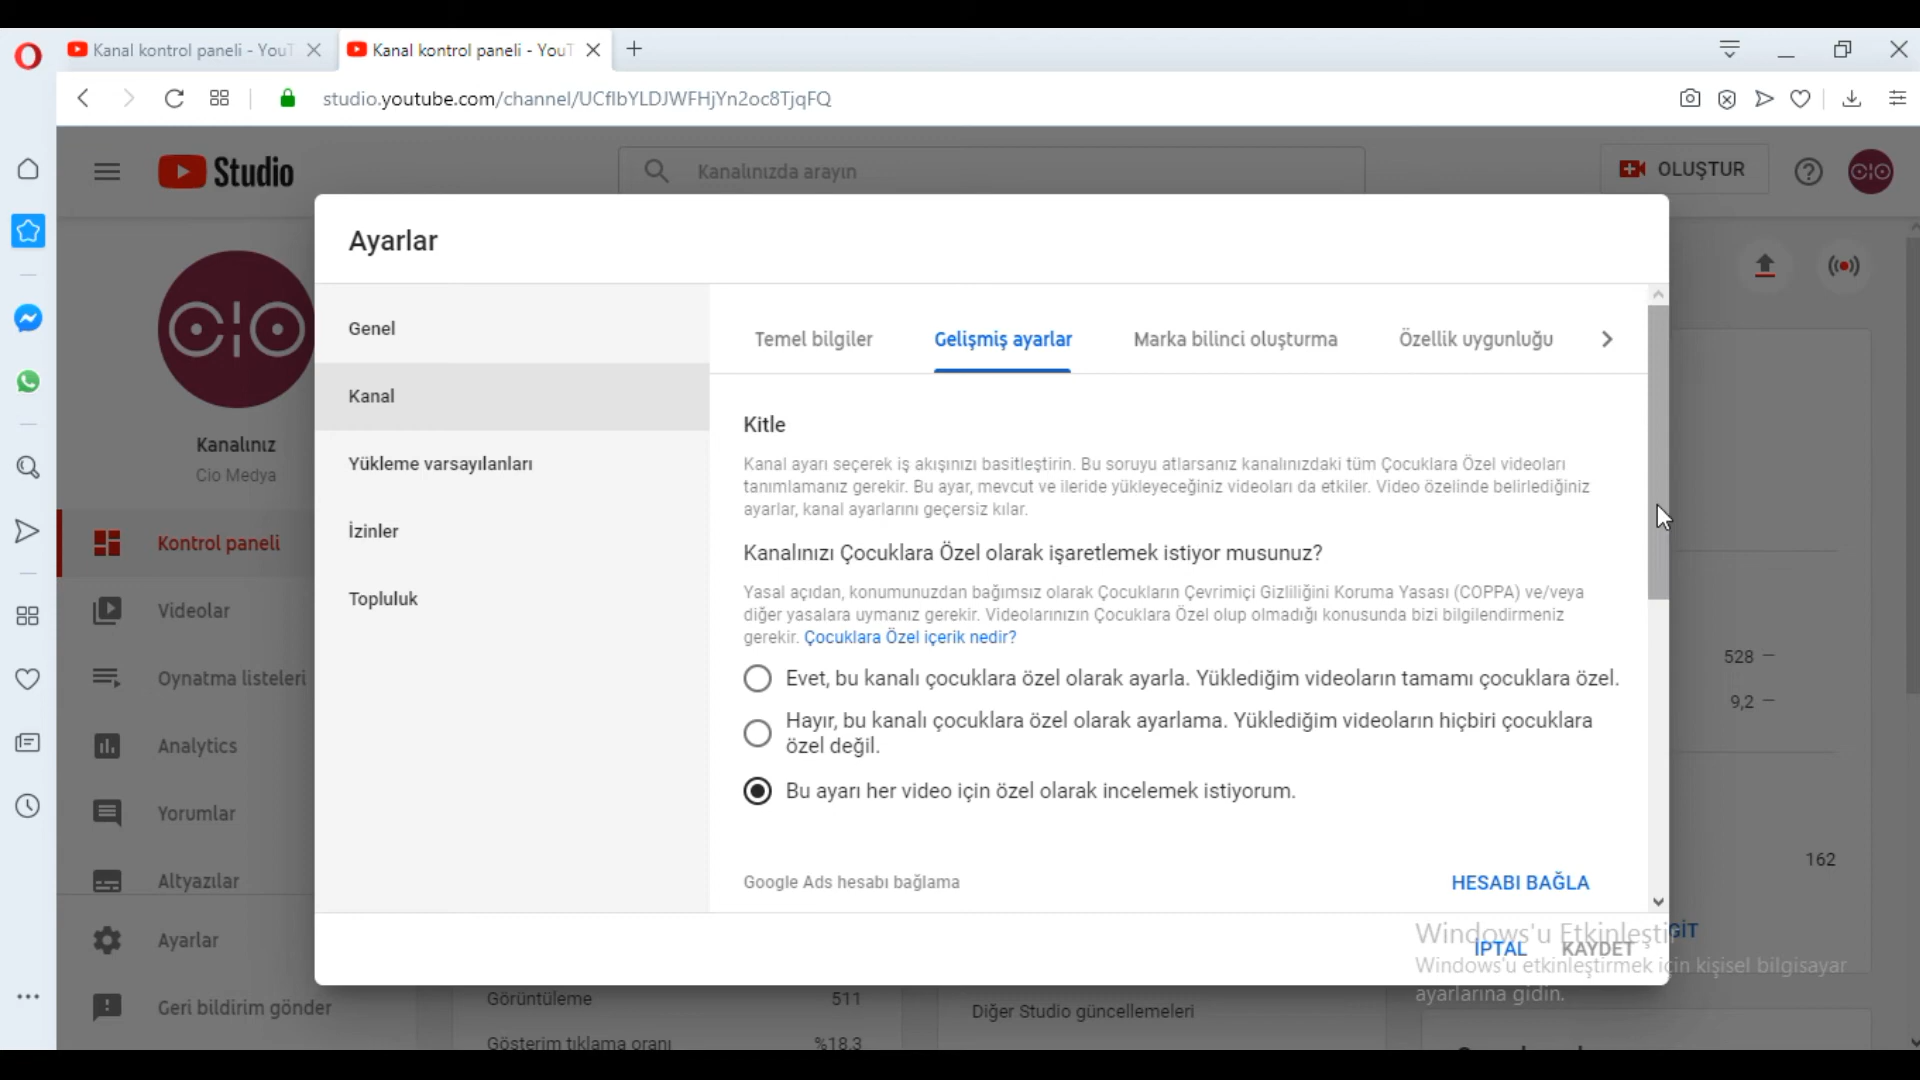 Kanal kontrol paneli - YouT
Kanal kontrol paneli - YouT
studio.youtube.com/channel/UCflbYLDJWFHjYn2oc8TjqFQ
Studio
Kanalınızda arayın
OLUŞTUR
Ayarlar
Kanalınız
Cio Medya
Kontrol paneli
Videolar
Oynatma listeleri
Analytics
Yorumlar
Altyazılar
Ayarlar
Geri bildirim gönder
Genel
Kanal
Yükleme varsayılanları
İzinler
Topluluk
Temel bilgiler
Gelişmiş ayarlar
Marka bilinci oluşturma
Özellik uygunluğu
Kitle
Kanal ayarı seçerek iş akışınızı basitleştirin. Bu soruyu atlarsanız kanalınızdaki tüm Çocuklara Özel videoları
tanımlamanız gerekir. Bu ayar, mevcut ve ileride yükleyeceğiniz videoları da etkiler. Video özelinde belirlediğiniz
ayarlar, kanal ayarlarını geçersiz kılar.
Kanalınızı Çocuklara Özel olarak işaretlemek istiyor musunuz?
Yasal açıdan, konumunuzdan bağımsız olarak Çocukların Çevrimiçi Gizliliğini Koruma Yasası (COPPA) ve/veya
diğer yasalara uymanız gerekir. Videolarınızın Çocuklara Özel olup olmadığı konusunda bizi bilgilendirmeniz
gerekir. Çocuklara Özel içerik nedir?
Evet, bu kanalı çocuklara özel olarak ayarla. Yüklediğim videoların tamamı çocuklara özel.
Hayır, bu kanalı çocuklara özel olarak ayarlama. Yüklediğim videoların hiçbiri çocuklara
özel değil.
Bu ayarı her video için özel olarak incelemek istiyorum.
Google Ads hesabı bağlama
HESABI BAĞLA
İPTAL
KAYDET
528 —
9,2 —
162
GİT
Windows'u Etkinleştir
Windows'u etkinleştirmek için kişisel bilgisayar
ayarlarına gidin.
Görüntüleme
511
Gösterim tıklama oranı
%18,3
Diğer Studio güncellemeleri